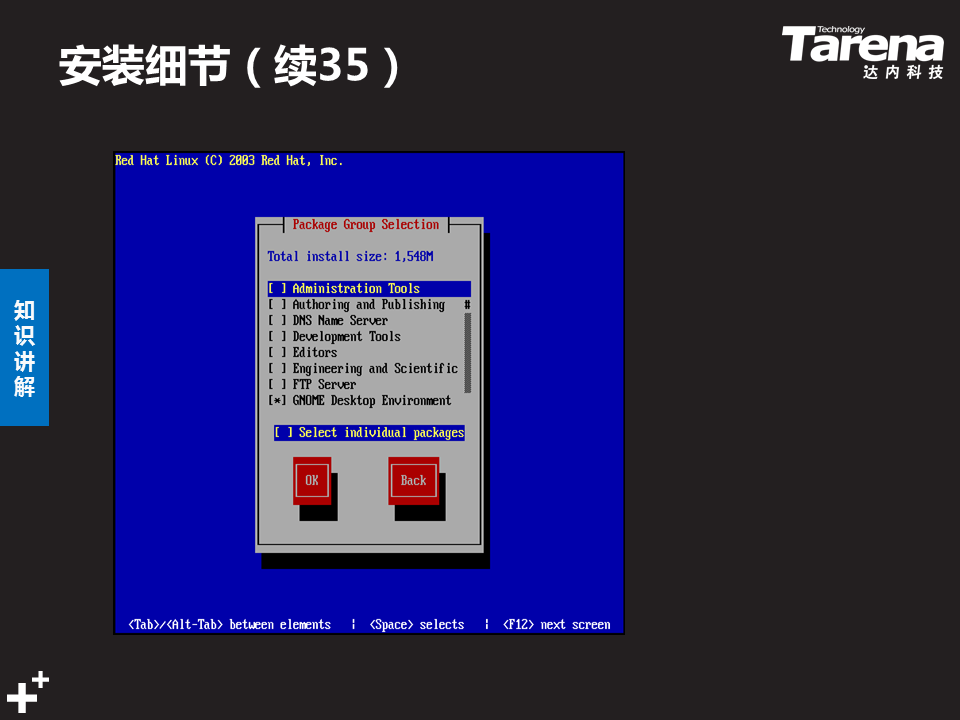 安装细节（续35）
Technology
Tarena
达内科技
Red Hat Linux (C) 2003 Red Hat, Inc.
Package Group Selection
Total install size: 1,548M
[ ] Administration Tools
[ ] Authoring and Publishing #
[ ] DNS Name Server
[ ] Development Tools
[ ] Editors
[ ] Engineering and Scientific
[ ] FTP Server
[*] GNOME Desktop Environment
[ ] Select individual packages
OK Back
<Tab>/<Alt-Tab> between elements | <Space> selects | <F12> next screen
知识讲解